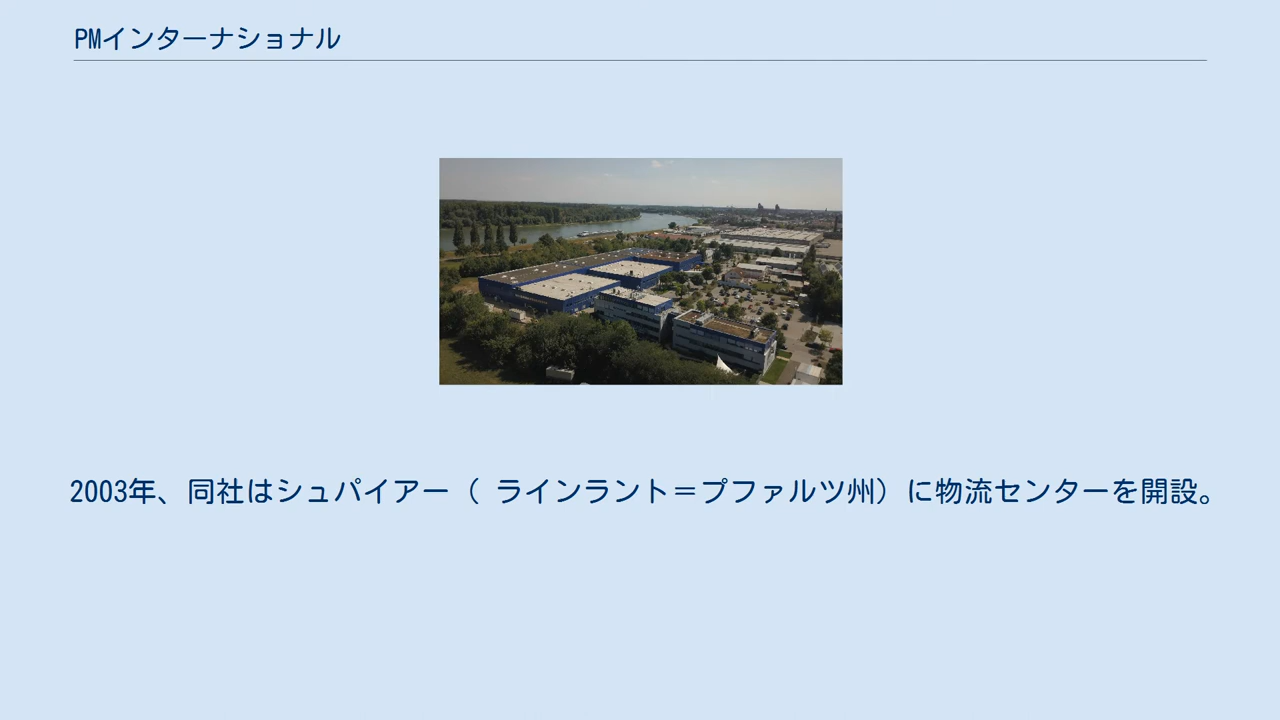 PMインターナショナル
2003年、同社はシュパイアー（ ラインラント＝プファルツ州）に物流センターを開設。